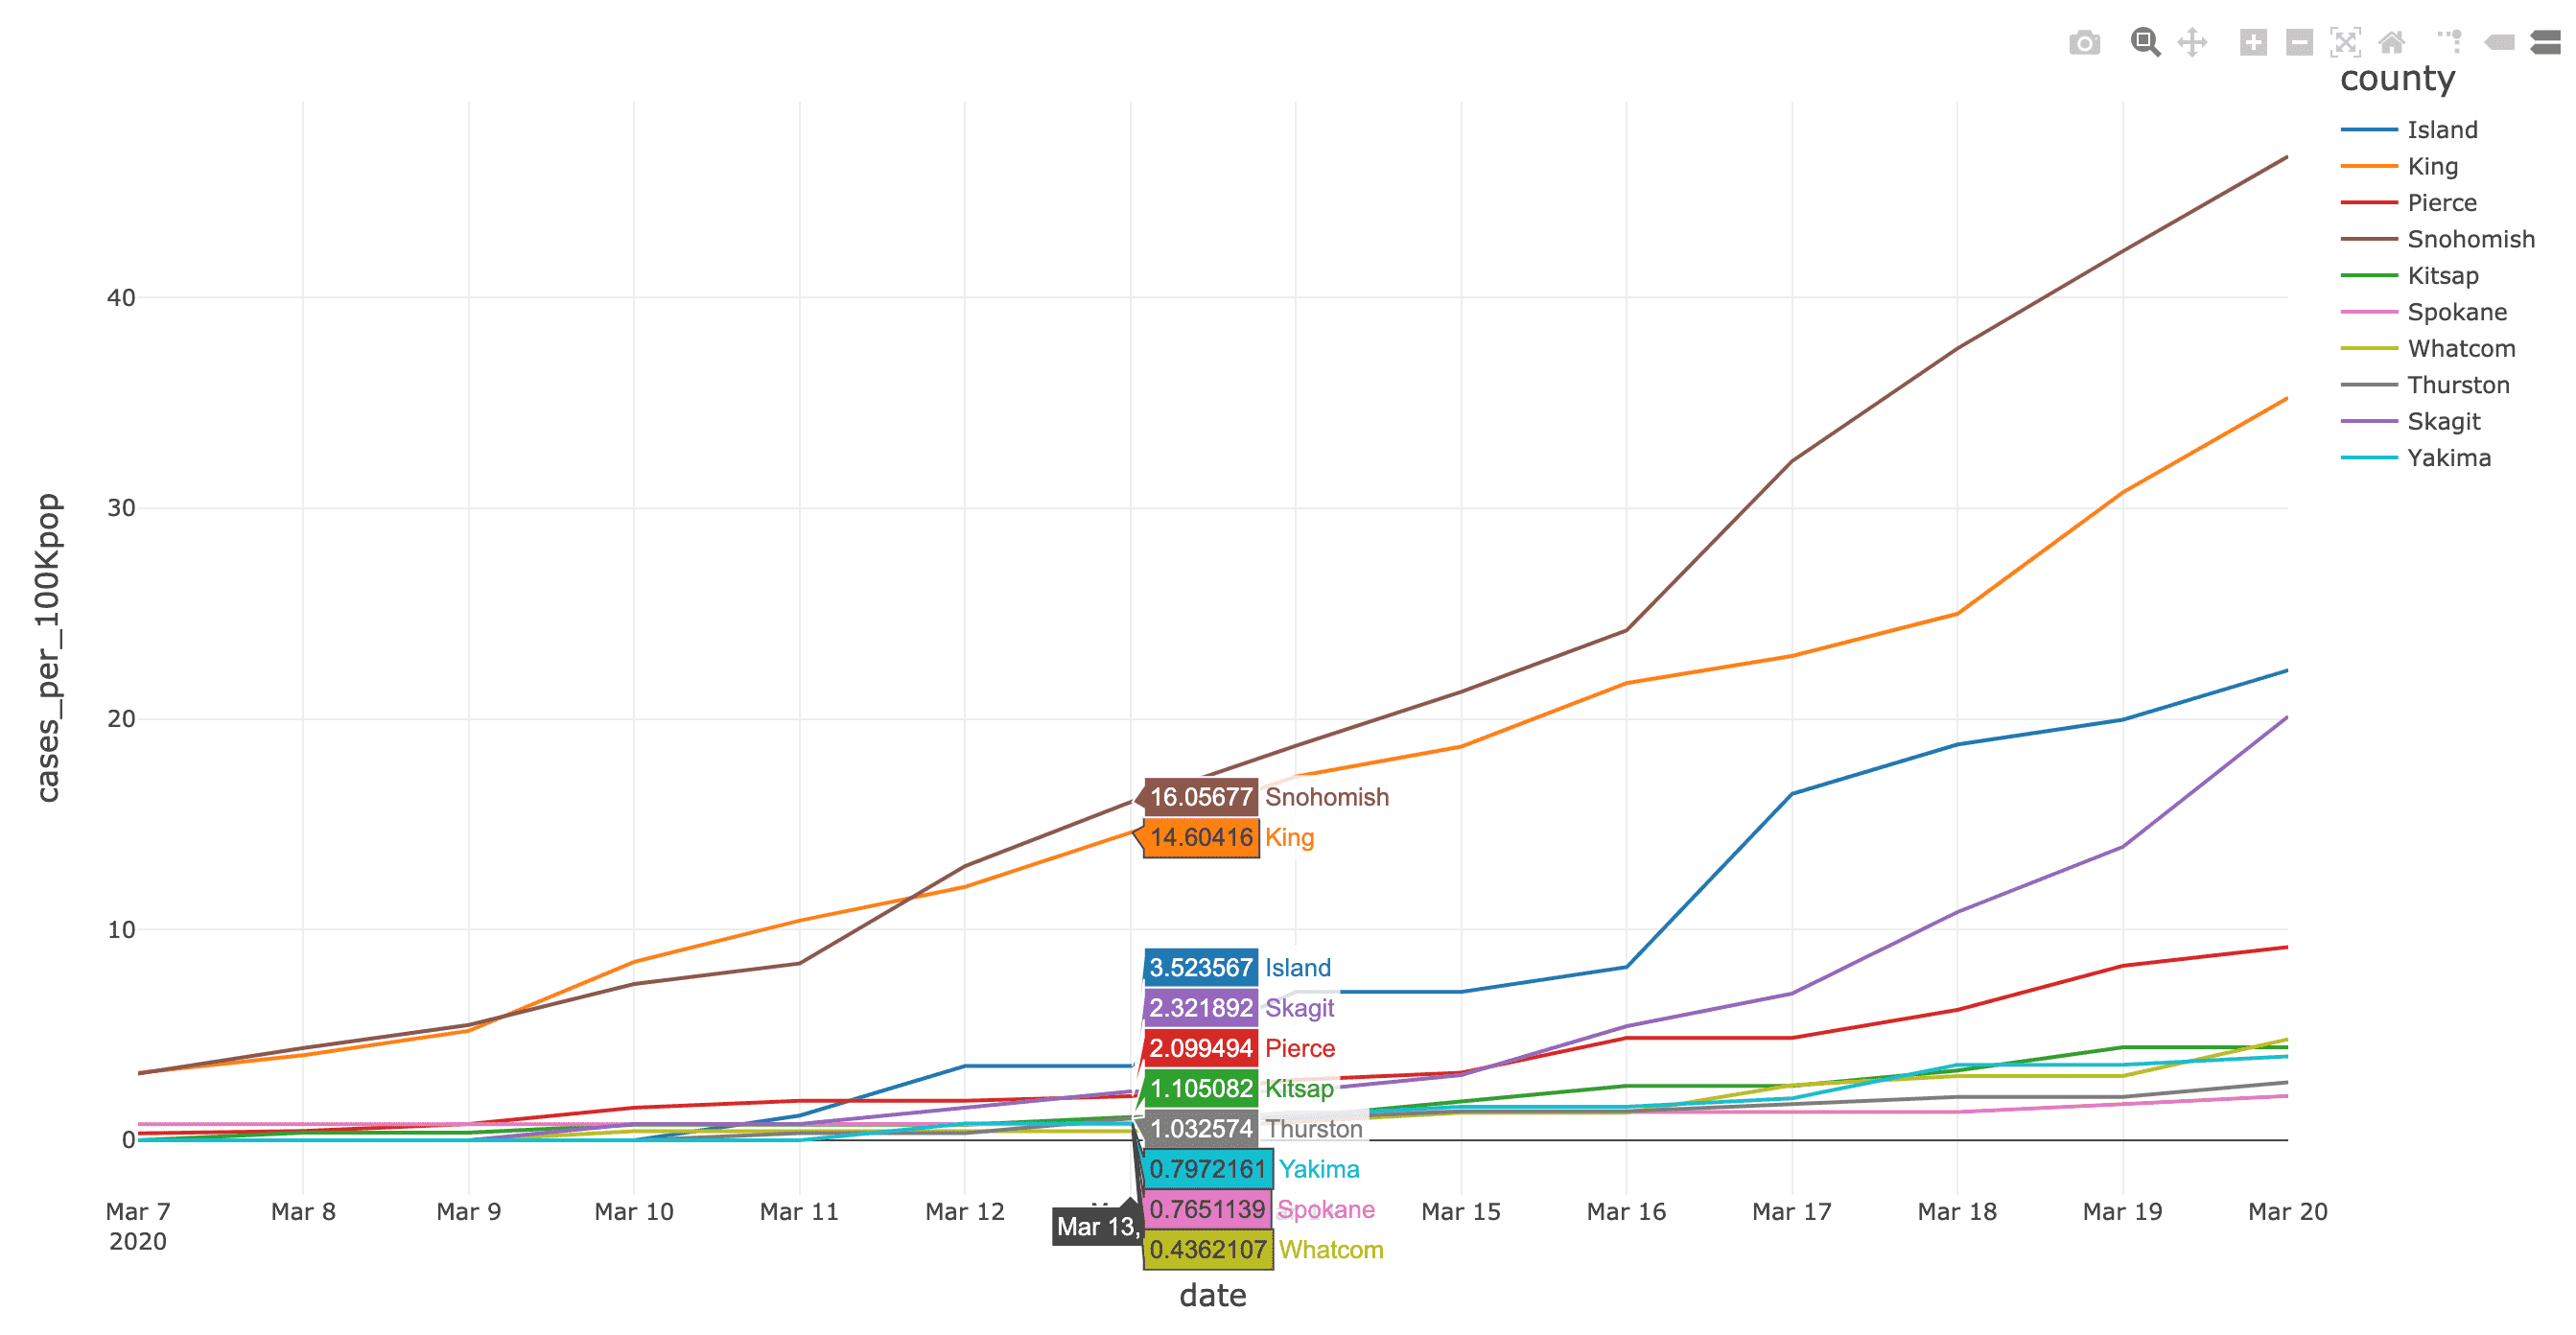 county
Island
King
Pierce
Snohomish
Kitsap
Spokane
Whatcom
Thurston
Skagit
Yakima
cases_per_100Kpop
40
30
20
10
0
16.05677 Snohomish
14.60416 King
3.523567 Island
2.321892 Skagit
2.099494 Pierce
1.105082 Kitsap
1.032574 Thurston
0.7972161 Yakima
0.7651139 Spokane
0.4362107 Whatcom
Mar 13,
Mar 7 Mar 8 Mar 9 Mar 10 Mar 11 Mar 12 Mar 15 Mar 16 Mar 17 Mar 18 Mar 19 Mar 20
2020
date